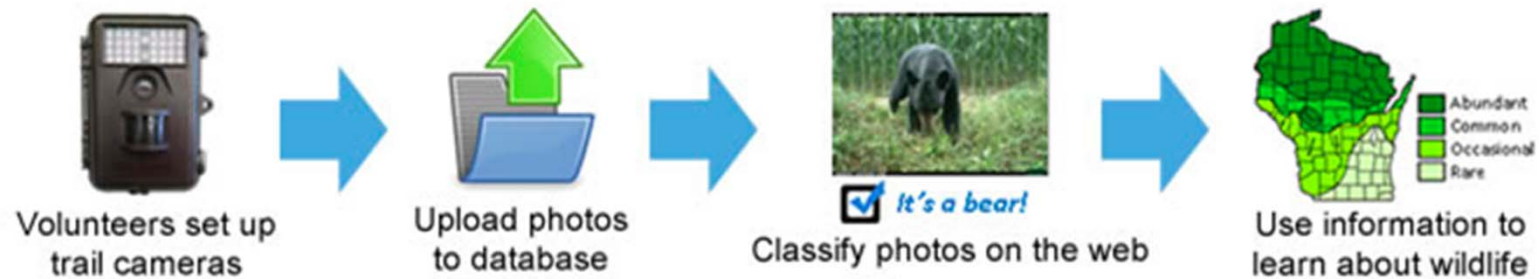 Volunteers set up
trail cameras
Upload photos
to database
It's a bear!
Classify photos on the web
Abundant
Common
Occasional
Rare
Use information to
learn about wildlife